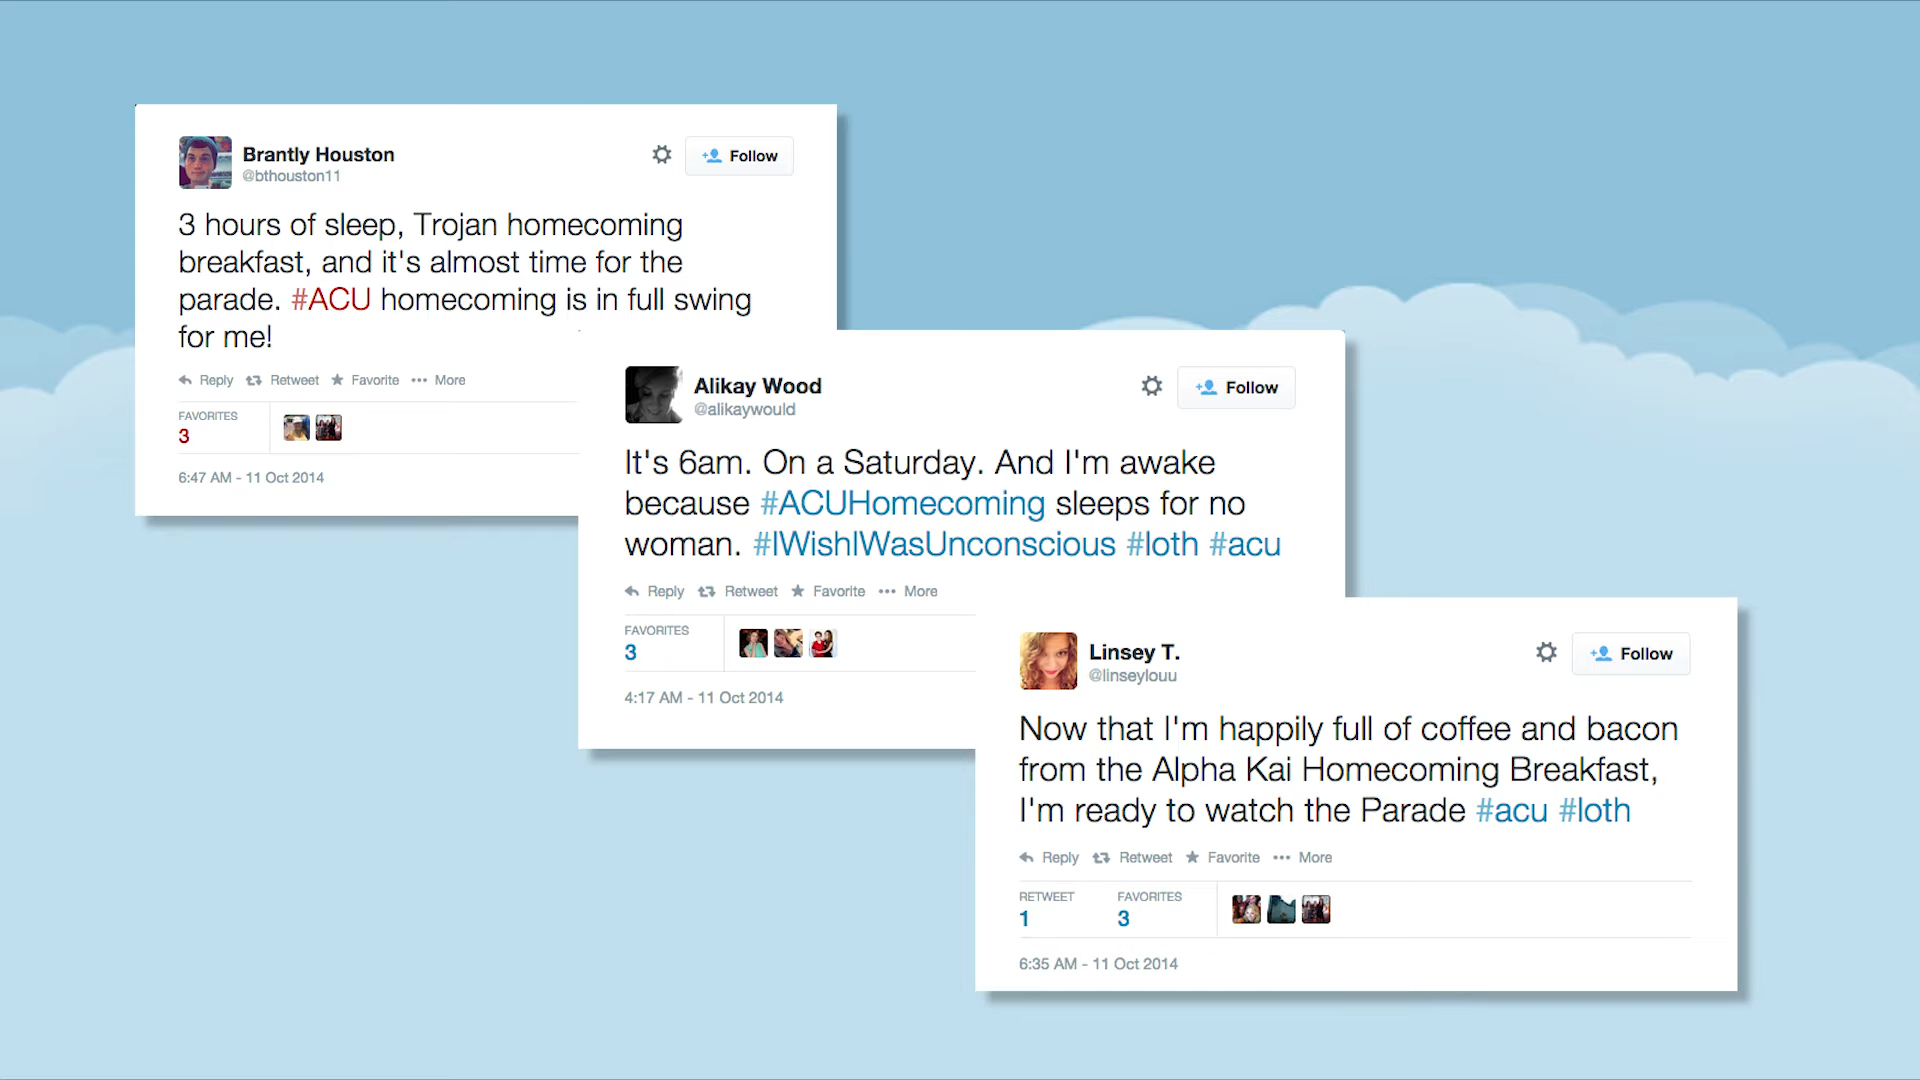 Brantly Houston
@bthouston11
Follow
3 hours of sleep, Trojan homecoming
breakfast, and it's almost time for the
parade. #ACU homecoming is in full swing
for me!
Reply Retweet Favorite More
FAVORITES
3
6:47 AM - 11 Oct 2014
Alikay Wood
@alikaywould
Follow
It's 6am. On a Saturday. And I'm awake
because #ACUHomecoming sleeps for no
woman. #IWishIWasUnconscious #loth #acu
Reply Retweet Favorite More
FAVORITES
3
4:17 AM - 11 Oct 2014
Linsey T.
@linseylouu
Follow
Now that I'm happily full of coffee and bacon
from the Alpha Kai Homecoming Breakfast,
I'm ready to watch the Parade #acu #loth
Reply Retweet Favorite More
RETWEET FAVORITES
1 3
6:35 AM - 11 Oct 2014